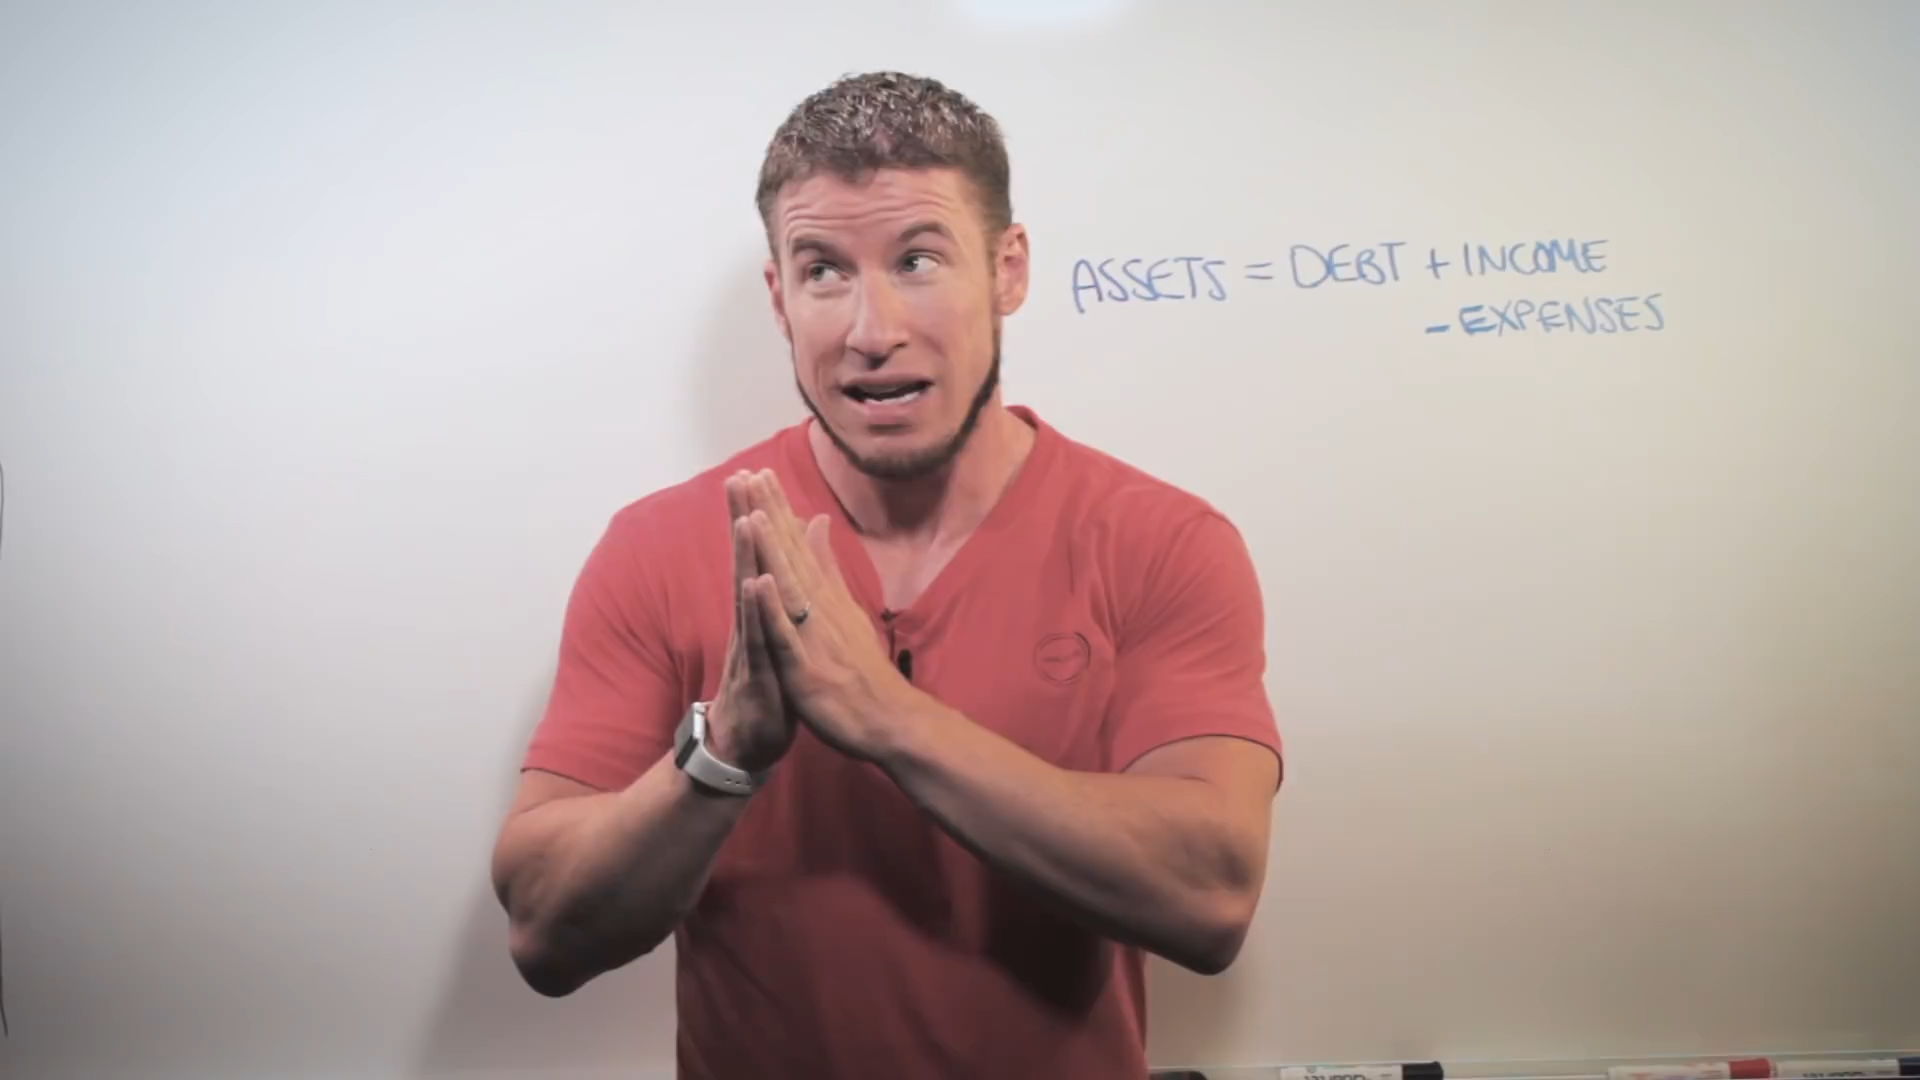 ASSETS = DEBT + INCOME
- EXPENSES